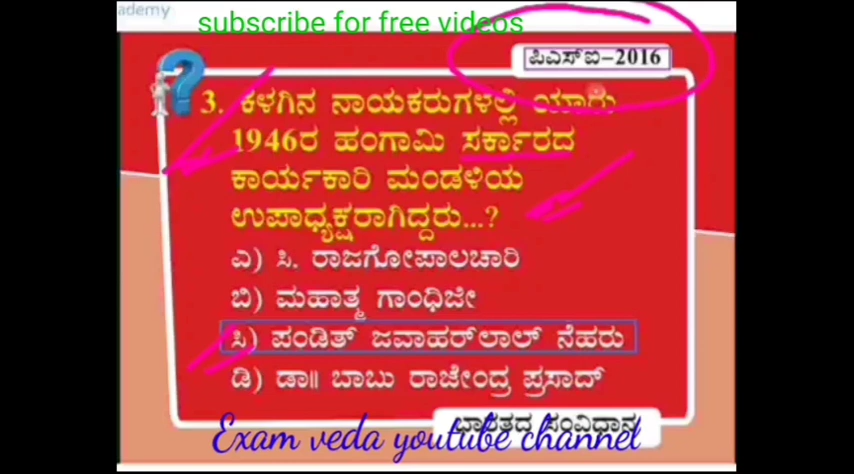 ademy
subscribe for free videos
ಪಿಎಸ್ಐ-2016
3. ಕೆಳಗಿನ ನಾಯಕರುಗಳಲ್ಲಿ ಯಾರು
1946ರ ಹಂಗಾಮಿ ಸರ್ಕಾರದ
ಕಾರ್ಯಕಾರಿ ಮಂಡಳಿಯ
ಉಪಾಧ್ಯಕ್ಷರಾಗಿದ್ದರು...?
ಎ) ಸಿ. ರಾಜಗೋಪಾಲಚಾರಿ
ಬಿ) ಮಹಾತ್ಮ ಗಾಂಧಿಜೀ
ಸಿ) ಪಂಡಿತ್ ಜವಾಹರ್‌ಲಾಲ್ ನೆಹರು
ಡಿ) ಡಾ॥ ಬಾಬು ರಾಜೇಂದ್ರ ಪ್ರಸಾದ್
ಭಾರತದ ಸಂವಿಧಾನ
Exam veda youtube channel